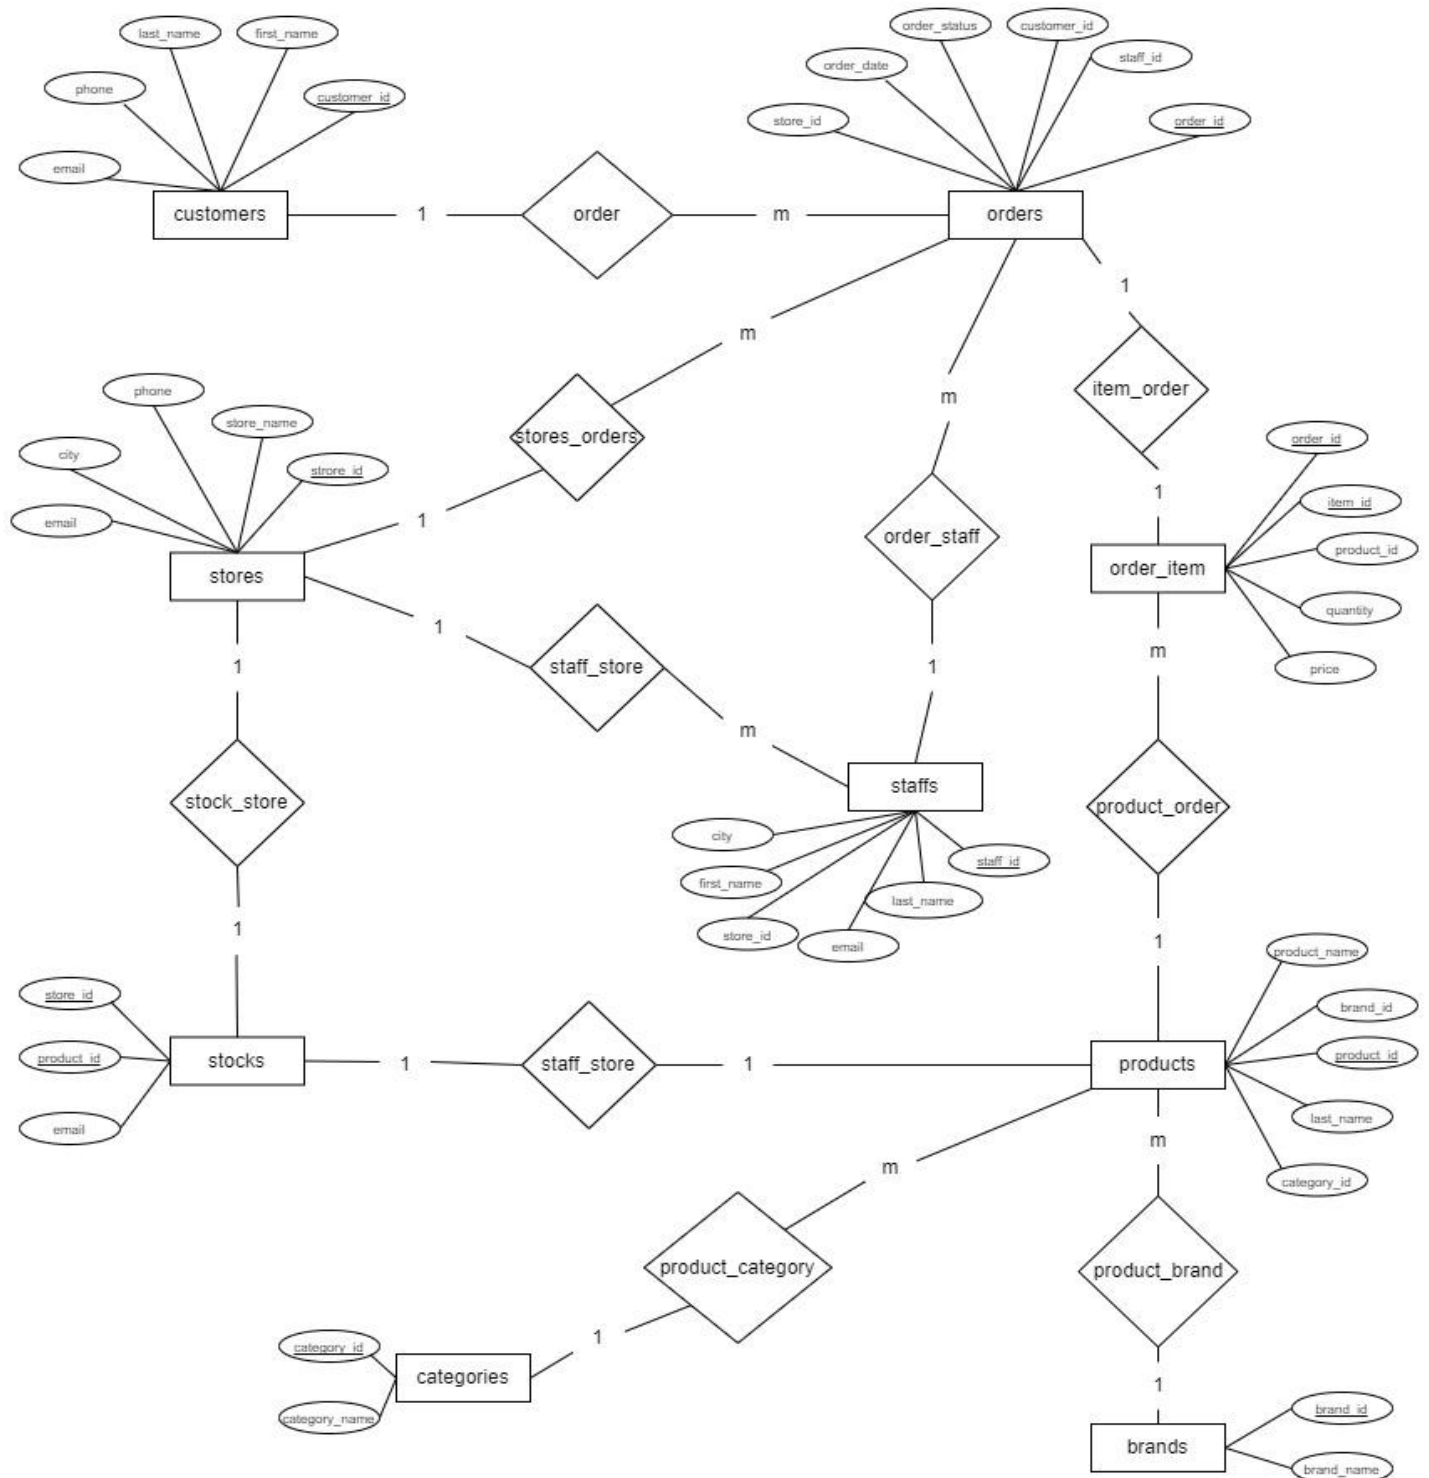 order_status
customer_id
last_name
first_name
staff_id
order_date
phone
customer_id
store_id
order_id
email
customers
1
order
m
orders
1
m
phone
item_order
m
store_name
stores_orders
order_id
city
strore_id
1
item_id
email
1
order_staff
product_id
order_item
stores
quantity
1
m
1
staff_store
1
price
m
staffs
stock_store
product_order
city
staff_id
first_name
last_name
1
store_id
email
1
product_name
store_id
brand_id
product_id
product_id
stocks
1
staff_store
1
products
last_name
email
m
m
category_id
product_category
product_brand
1
category_id
categories
1
brand_id
category_name
brands
brand_name